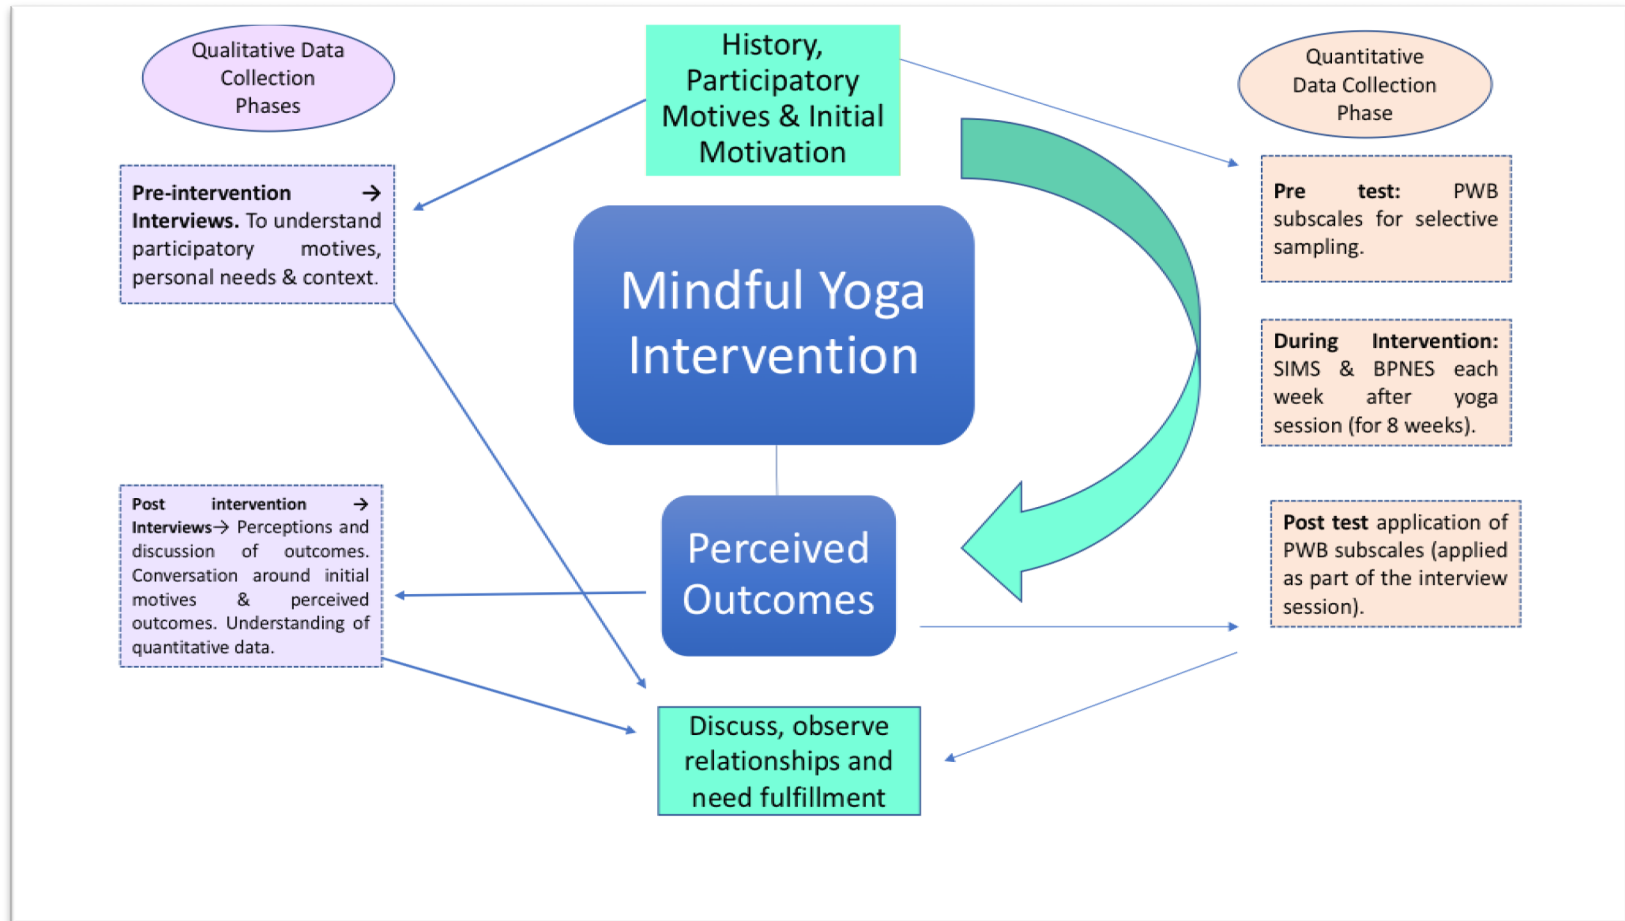 Qualitative Data
Collection
Phases
History,
Participatory
Motives & Initial
Motivation
Quantitative
Data Collection
Phase
Pre-intervention →
Interviews. To understand
participatory motives,
personal needs & context.
Pre test: PWB
subscales for selective
sampling.
Mindful Yoga
Intervention
During Intervention:
SIMS & BPNES each
week after yoga
session (for 8 weeks).
Post intervention →
Interviews→ Perceptions and
discussion of outcomes.
Conversation around initial
motives & perceived
outcomes. Understanding of
quantitative data.
Perceived
Outcomes
Post test application of
PWB subscales (applied
as part of the interview
session).
Discuss, observe
relationships and
need fulfillment